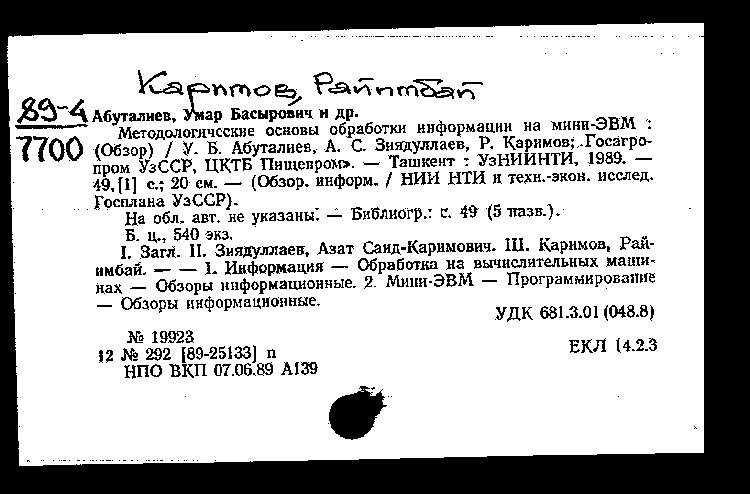 Каримов, Райимбай
89-4
7700
Абуталиев, Умар Басырович и др.
Методологические основы обработки информации на мини-ЭВМ :
(Обзор) / У. Б. Абуталиев, А. С. Зиядуллаев, Р. Каримов; Госагро-
пром УзССР, ЦКТБ Пищепром». — Ташкент : УзНИИНТИ, 1989. —
49,[1] с.; 20 см. — (Обзор. информ. / НИИ НТИ и техн.-экон. исслед.
Госплана УзССР).
На обл. авт. не указаны. — Библиогр.: с. 49 (5 назв.).
Б. ц., 540 экз.
I. Загл. II. Зиядуллаев, Азат Саид-Каримович. III. Каримов, Рай-
имбай. — — 1. Информация — Обработка на вычислительных маши-
нах — Обзоры информационные. 2. Мини-ЭВМ — Программирование
— Обзоры информационные.
УДК 681.3.01(048.8)
№ 19923
12 № 292 [89-25133] п
ЕКЛ 14.2.3
НПО ВКП 07.06.89 А139